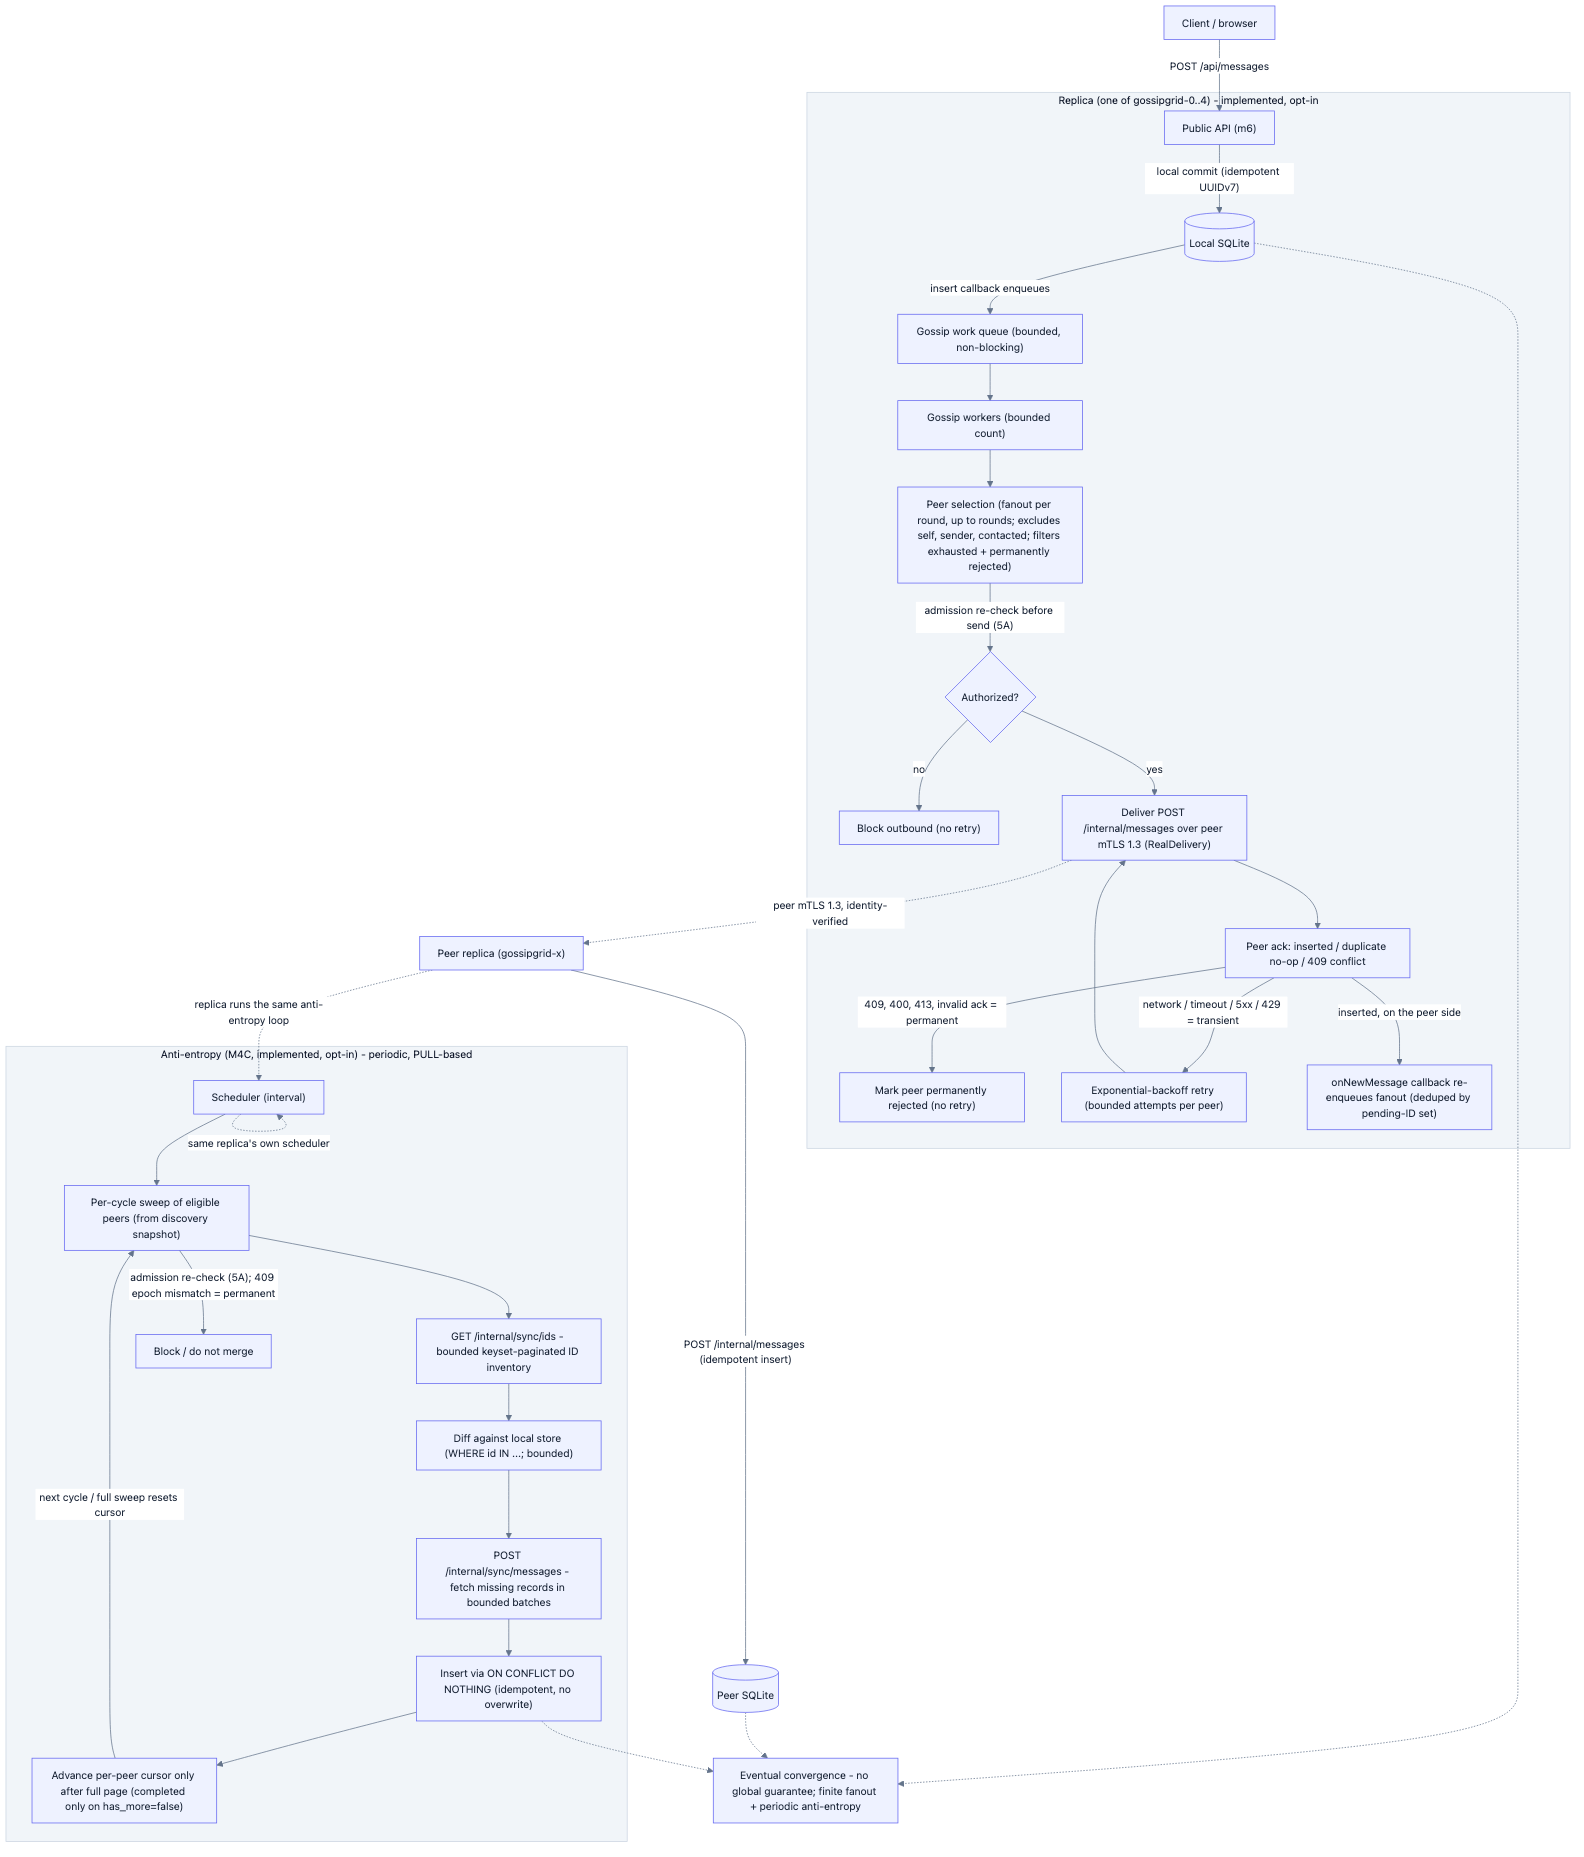 Client / browser
POST /api/messages
Replica (one of gossipgrid-0..4) - implemented, opt-in
Public API (m6)
local commit (idempotent
UUIDv7)
Local SQLite
insert callback enqueues
Gossip work queue (bounded,
non-blocking)
Gossip workers (bounded
count)
Peer selection (fanout per
round, up to rounds; excludes
self, sender, contacted; filters
exhausted + permanently
rejected)
admission re-check before
send (5A)
Authorized?
no
yes
Block outbound (no retry)
Deliver POST
/internal/messages over peer
mTLS 1.3 (RealDelivery)
peer mTLS 1.3, identity-
verified
Peer replica (gossipgrid-x)
Peer ack: inserted / duplicate
no-op / 409 conflict
replica runs the same anti-
entropy loop
409, 400, 413, invalid ack =
permanent
network / timeout / 5xx / 429
= transient
inserted, on the peer side
Mark peer permanently
rejected (no retry)
Exponential-backoff retry
(bounded attempts per peer)
onNewMessage callback re-
enqueues fanout (deduped by
pending-ID set)
Anti-entropy (M4C, implemented, opt-in) - periodic, PULL-based
Scheduler (interval)
same replica's own scheduler
Per-cycle sweep of eligible
peers (from discovery
snapshot)
admission re-check (5A); 409
epoch mismatch = permanent
Block / do not merge
GET /internal/sync/ids -
bounded keyset-paginated ID
inventory
POST /internal/messages
(idempotent insert)
Diff against local store
(WHERE id IN ...; bounded)
next cycle / full sweep resets
cursor
POST
/internal/sync/messages -
fetch missing records in
bounded batches
Insert via ON CONFLICT DO
NOTHING (idempotent, no
overwrite)
Peer SQLite
Advance per-peer cursor only
after full page (completed
only on has_more=false)
Eventual convergence - no
global guarantee; finite fanout
+ periodic anti-entropy